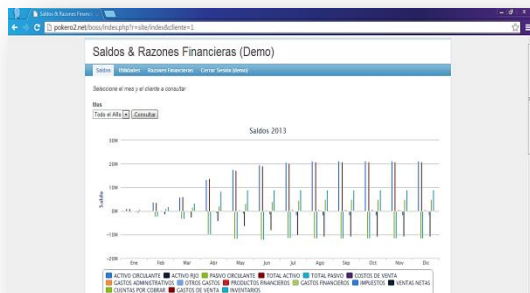 Saldos & Razones Financi
pokero2.net/boss/index.php?r=site/index&cliente=1
Saldos & Razones Financieras (Demo)
Saldos Utilidades Razones Financieras Cerrar Sesión (demo)
Seleccione el mes y el cliente a consultar
Mes
Todo el Año Consultar
Saldos 2013
30M
20M
10M
0M
-10M
-20M
Saldo
Ene Feb Mar Abr May Jun Jul Ago Sep Oct Nov Dic
ACTIVO CIRCULANTE ACTIVO FIJO PASIVO CIRCULANTE TOTAL ACTIVO TOTAL PASIVO COSTOS DE VENTA
GASTOS ADMINISTRATIVOS OTROS GASTOS PRODUCTOS FINANCIEROS GASTOS FINANCIEROS IMPUESTOS VENTAS NETAS
CUENTAS POR COBRAR GASTOS DE VENTA INVENTARIOS